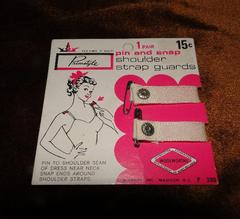 1 PAIR
15¢
pin and snap
shoulder
strap guards
PIN TO SHOULDER SEAM
OF DRESS NEAR NECK
SNAP ENDS AROUND
SHOULDER STRAPS.
WOOLWORTH